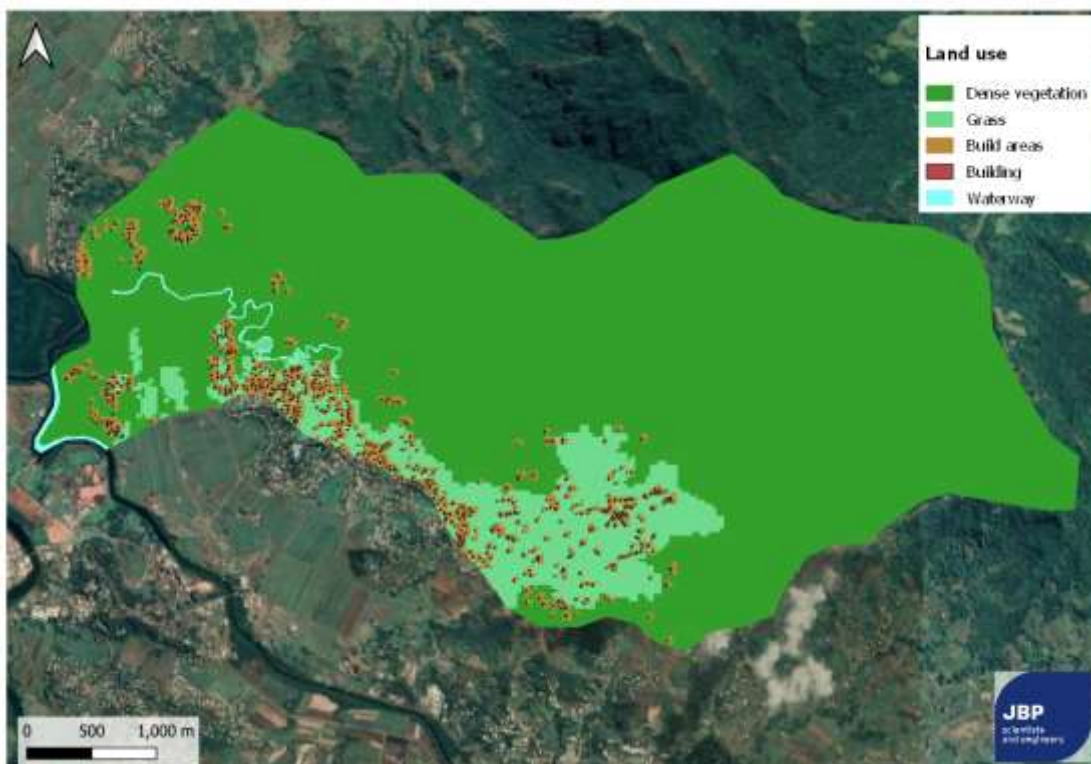 Land use
Dense vegetation
Grass
Build areas
Building
Waterway
0 500 1,000 m
JBP
scientists
and engineers